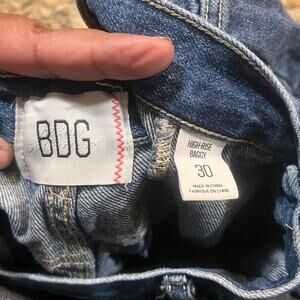 BDG
HIGH-RISE
BAGGY
30
MADE IN CHINA
FABRIQUÉ EN CHINE